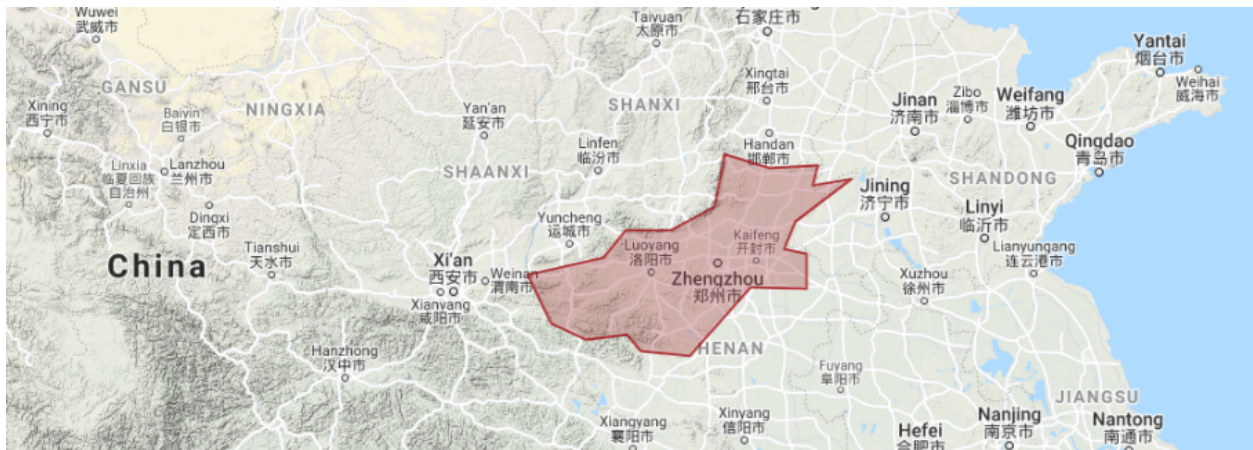 Wuwei
武威市
Taiyuan
太原市
石家庄市
Yantai
烟台市
Weihai
威海市
GANSU
NINGXIA
Xining
西宁市
Baiyin
白银市
Yan'an
延安市
SHANXI
Xingtai
邢台市
Jinan
济南市
Zibo
淄博市
Weifang
潍坊市
Qingdao
青岛市
Linxia
临夏回族
自治州
Lanzhou
兰州市
SHAANXI
Linfen
临汾市
Handan
邯郸市
Jining
济宁市
SHANDONG
Dingxi
定西市
Yuncheng
运城市
Linyi
临沂市
Tianshui
天水市
Luoyang
洛阳市
Kaifeng
开封市
Lianyungang
连云港市
China
Xi'an
西安市
Weinan
渭南市
Zhengzhou
郑州市
Xuzhou
徐州市
Xianyang
咸阳市
Hanzhong
汉中市
HENAN
Fuyang
阜阳市
JIANGSU
Xiangyang
襄阳市
Xinyang
信阳市
Hefei
合肥市
Nanjing
南京市
Nantong
南通市